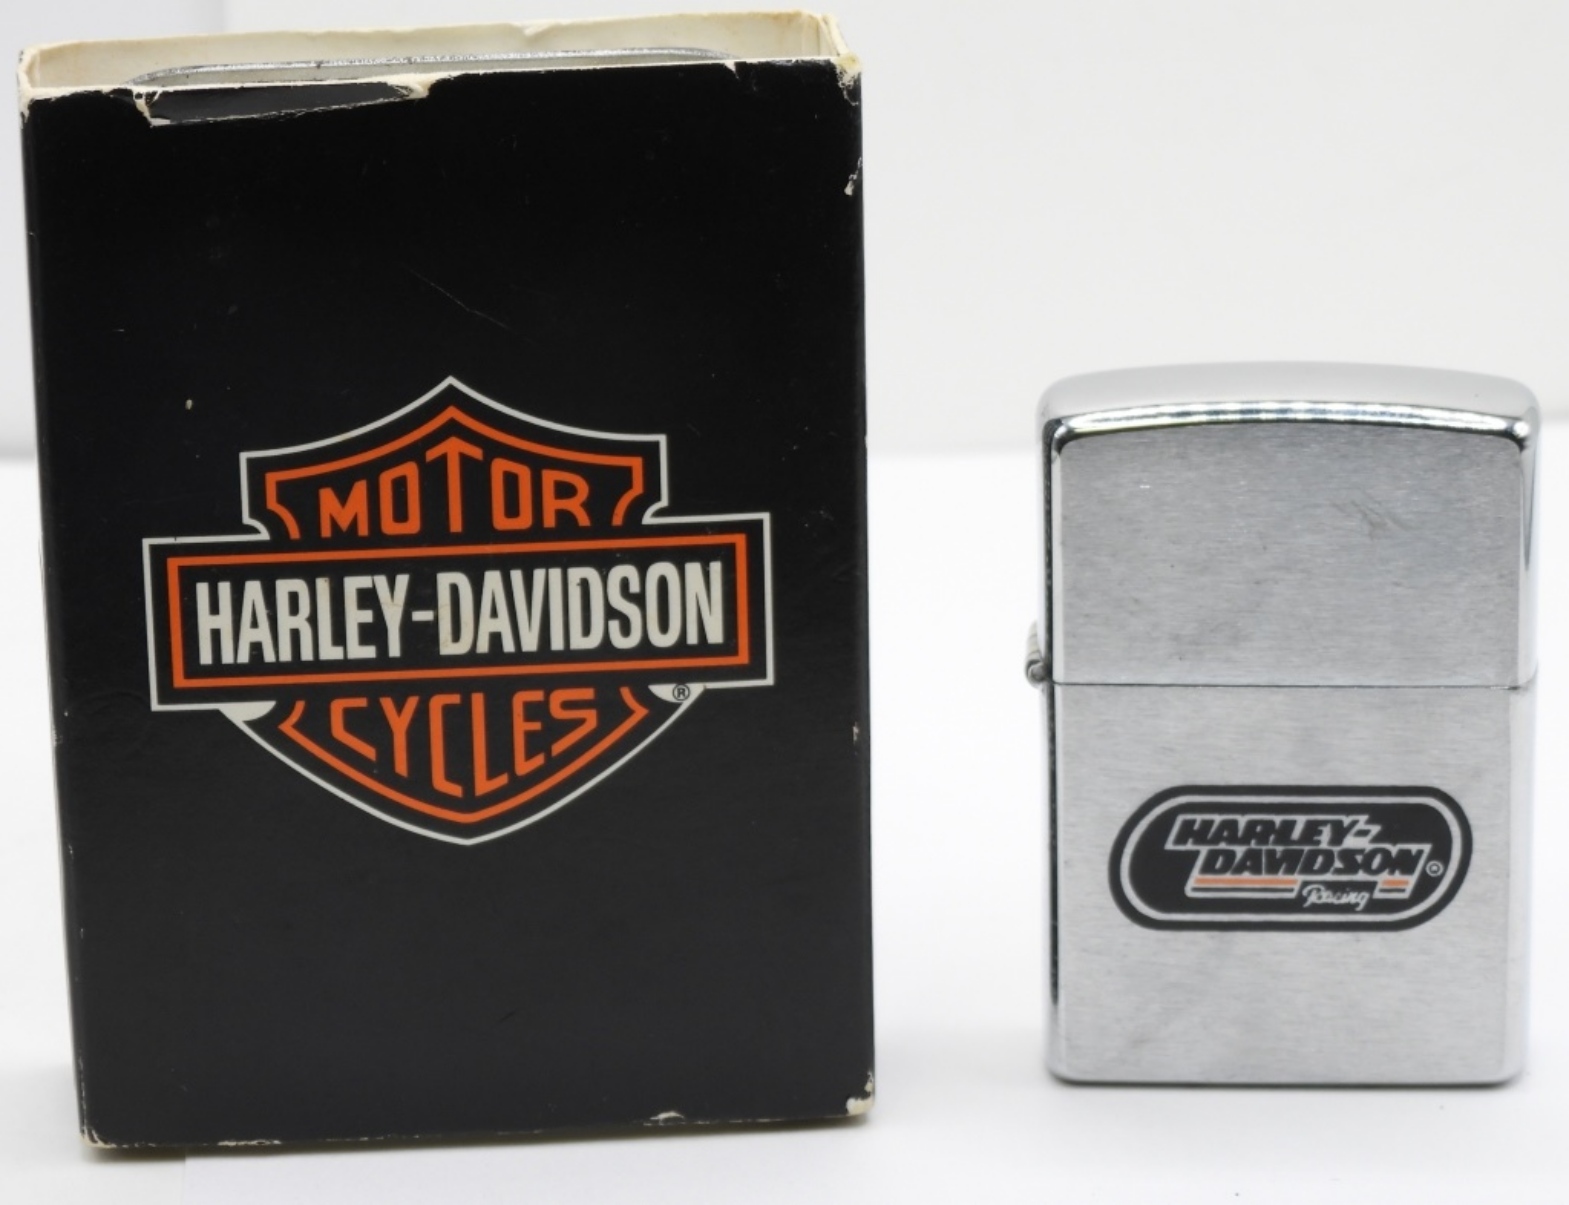 MOTOR
HARLEY-DAVIDSON
CYCLES
®
HARLEY-
DAVIDSON ®
Racing